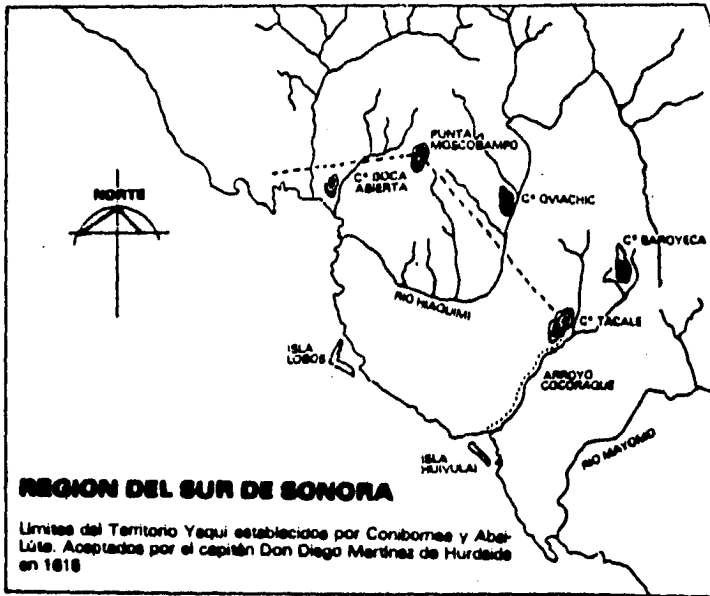 NORTE
PUNTA
MOSCOBAMPO
Cº BOCA
ABIERTA
Cº OVIACHIC
Cº BAROYECA
RIO HIAQUIMI
Cº TACALE
ISLA
LOBOS
ARROYO
COCORAQUE
ISLA
HUIVULAI
RIO MAYOMO
REGION DEL SUR DE SONORA
Limites del Territorio Yaqui establecidos por Conibomea y Abai-
Lúte. Aceptados por el capitán Don Diego Martínez de Hurdaide
en 1616